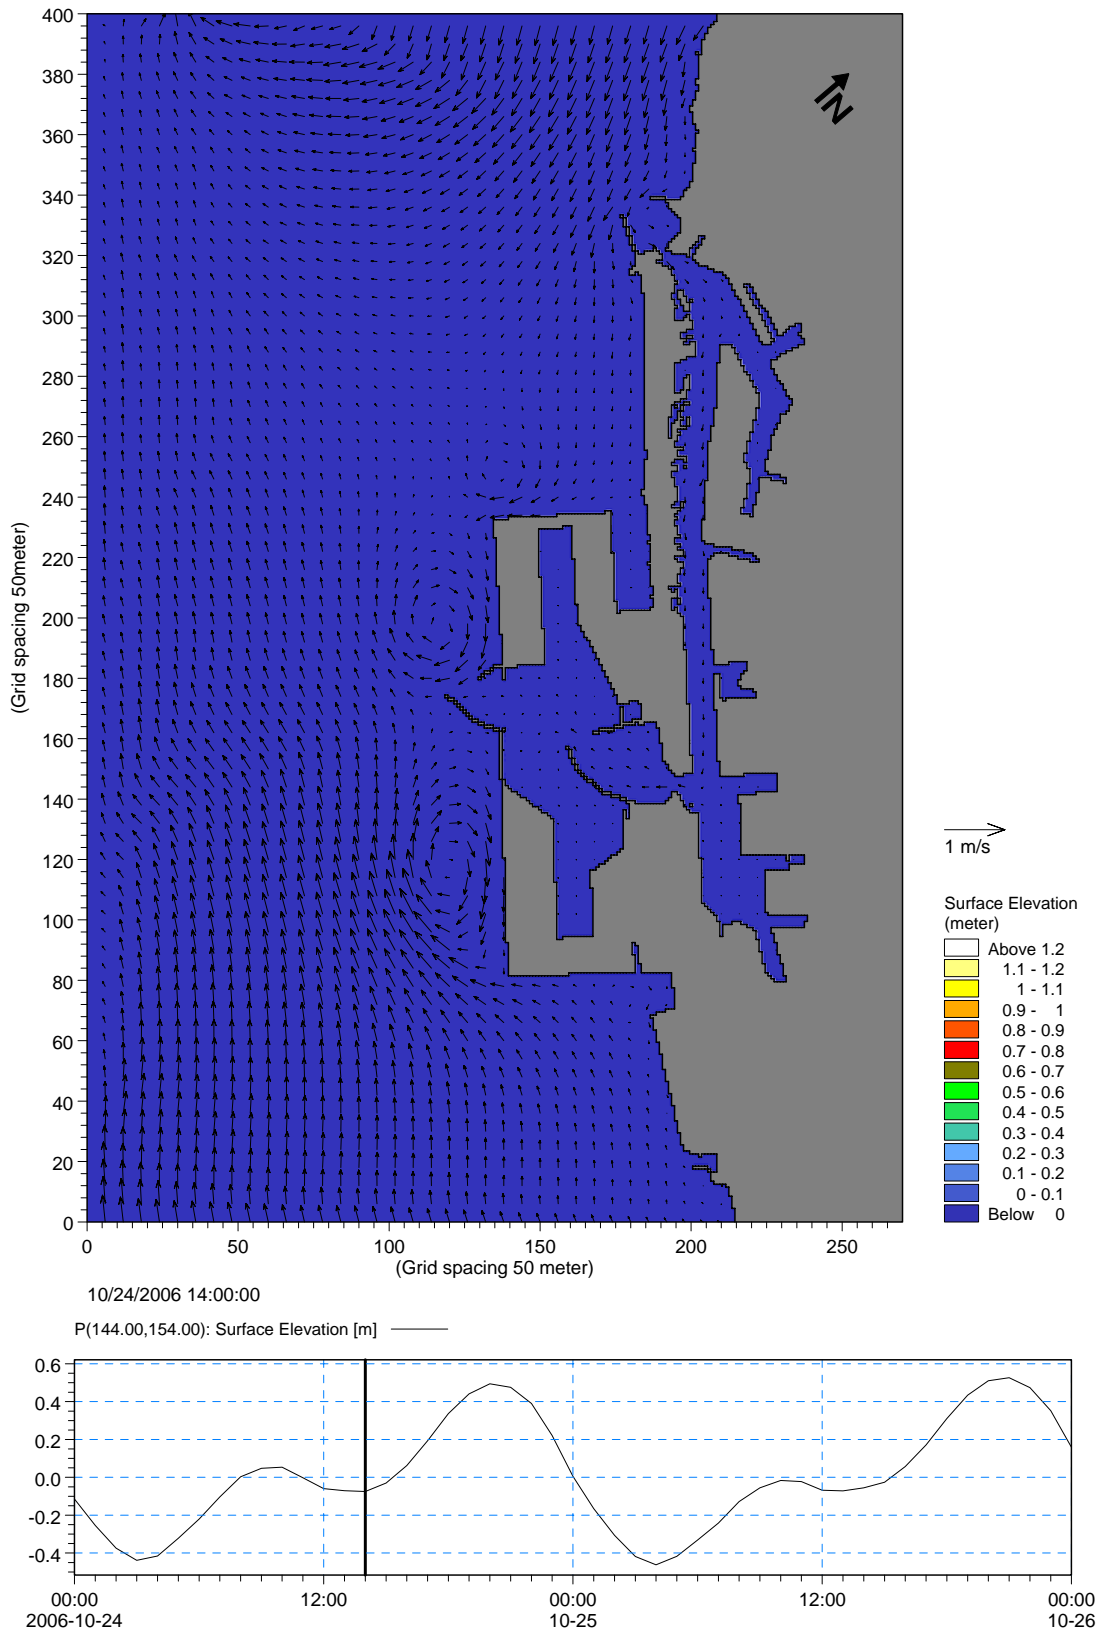 400
380
360
340
320
300
280
260
240
220
200
180
160
140
120
100
80
60
40
20
0
(Grid spacing 50meter)
0 50 100 150 200 250
(Grid spacing 50 meter)
N
1 m/s
Surface Elevation
(meter)
Above 1.2
1.1 - 1.2
1 - 1.1
0.9 - 1
0.8 - 0.9
0.7 - 0.8
0.6 - 0.7
0.5 - 0.6
0.4 - 0.5
0.3 - 0.4
0.2 - 0.3
0.1 - 0.2
0 - 0.1
Below 0
10/24/2006 14:00:00
P(144.00,154.00): Surface Elevation [m]
0.6
0.4
0.2
0.0
-0.2
-0.4
00:00 12:00 00:00 12:00 00:00
2006-10-24 10-25 10-26